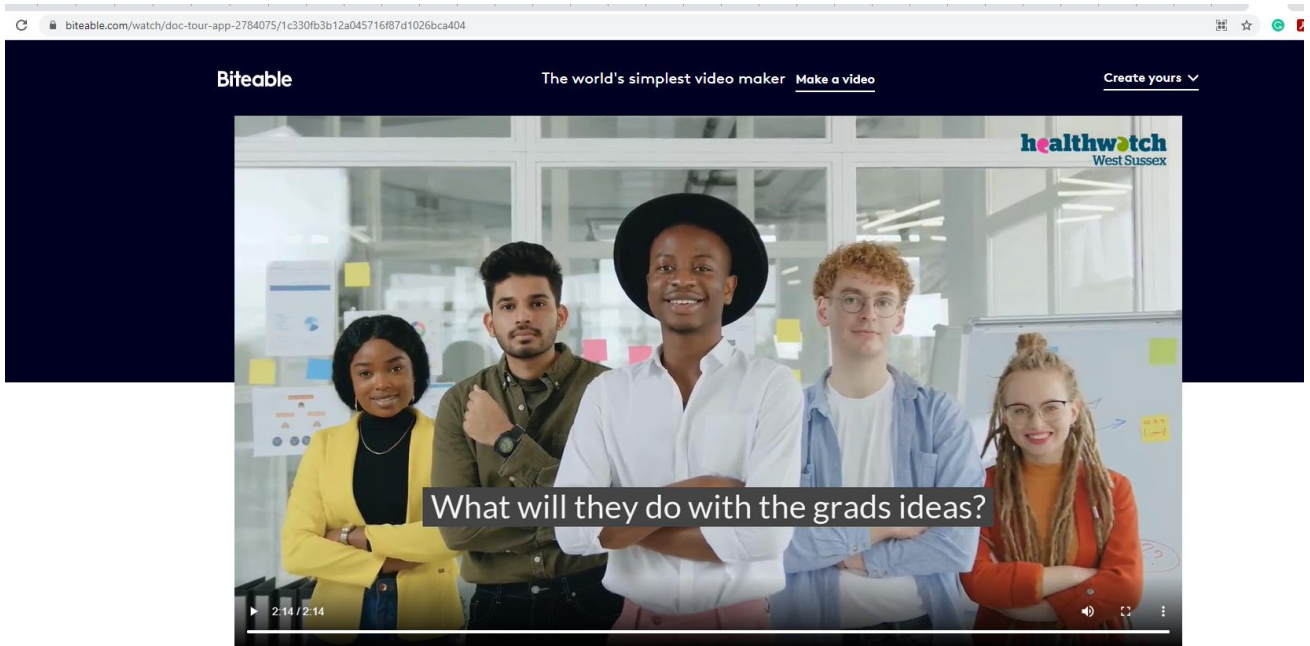 biteable.com/watch/doc-tour-app-2784075/1c330fb3b12a045716f87d1026bca404
Biteable
The world's simplest video maker Make a video
Create yours
healthwatch
West Sussex
What will they do with the grads ideas?
2:14 / 2:14